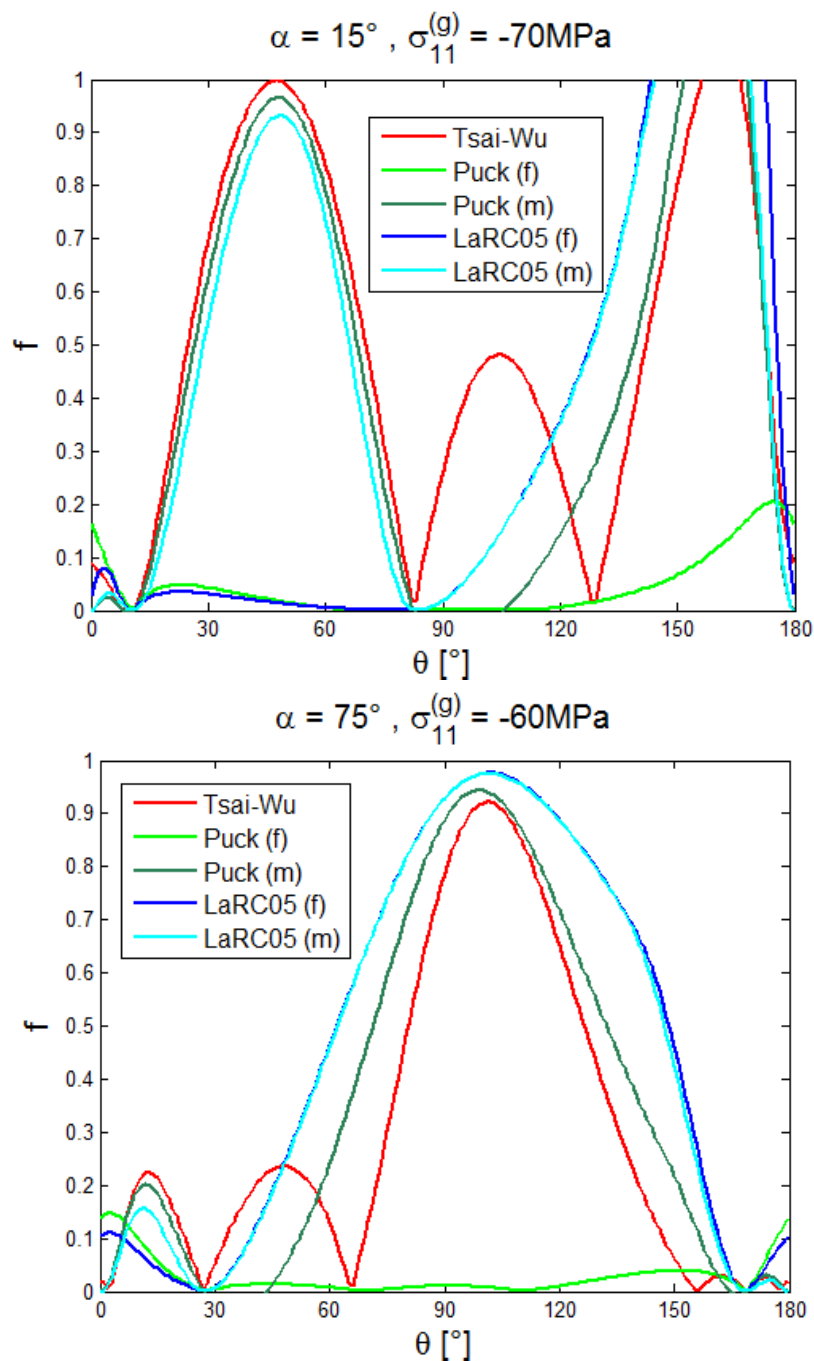 α = 15° , σ₁₁⁽ᵍ⁾ = -70MPa
1
0.9
0.8
0.7
0.6
0.5
0.4
0.3
0.2
0.1
0
f
Tsai-Wu
Puck (f)
Puck (m)
LaRC05 (f)
LaRC05 (m)
0 30 60 90 120 150 180
θ [°]
α = 75° , σ₁₁⁽ᵍ⁾ = -60MPa
1
0.9
0.8
0.7
0.6
0.5
0.4
0.3
0.2
0.1
0
f
Tsai-Wu
Puck (f)
Puck (m)
LaRC05 (f)
LaRC05 (m)
0 30 60 90 120 150 180
θ [°]